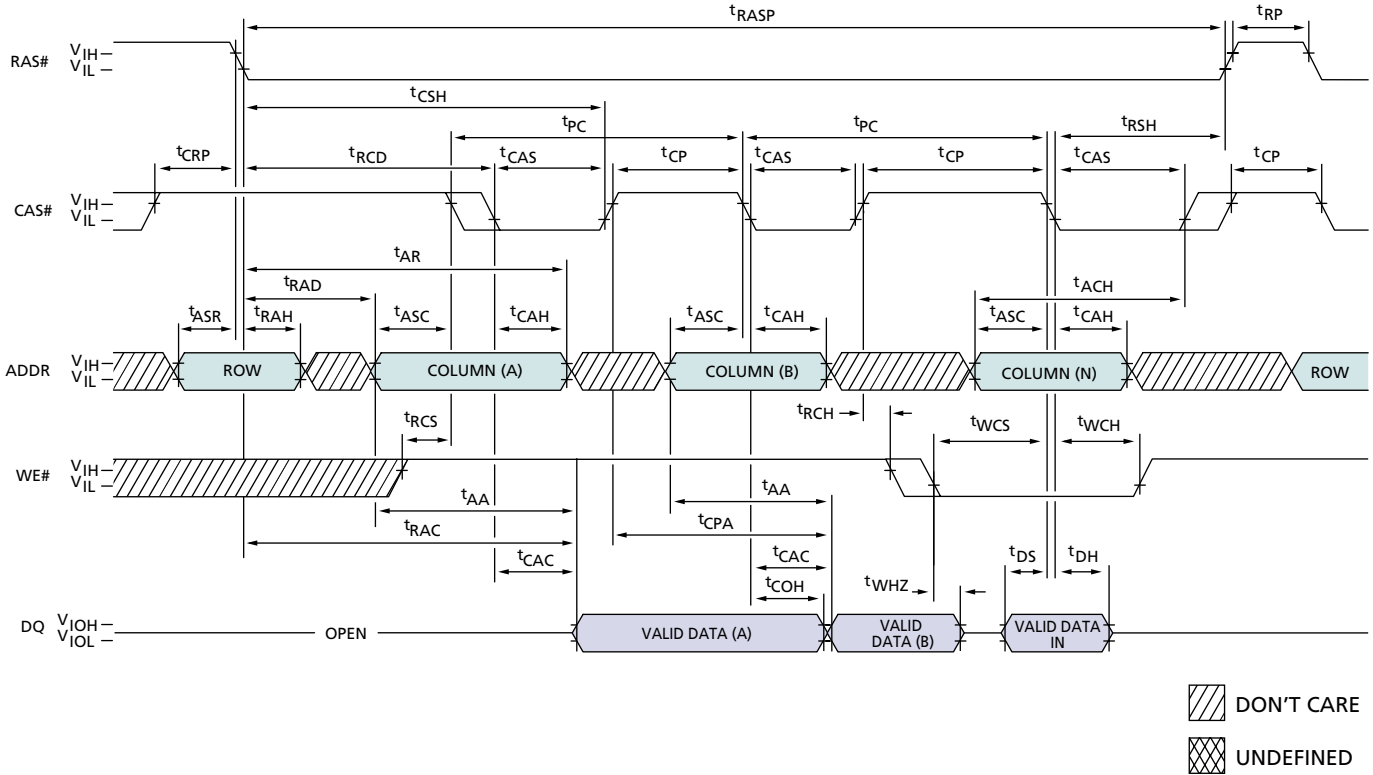 tRASP tRP
RAS# VIH
VIL
tCSH
tPC tPC tRSH
tCRP tRCD tCAS tCP tCAS tCP tCAS tCP
CAS# VIH
VIL
tAR
tRAD tACH
tASR tRAH tASC tCAH tASC tCAH tASC tCAH
ADDR VIH
VIL
ROW COLUMN (A) COLUMN (B) COLUMN (N) ROW
tRCS tRCH tWCS tWCH
WE# VIH
VIL
tAA tAA
tRAC tCPA
tCAC tCAC tDS tDH
tCOH tWHZ
DQ VIOH
VIOL
OPEN VALID DATA (A) VALID
DATA (B) VALID DATA
IN
DON'T CARE
UNDEFINED